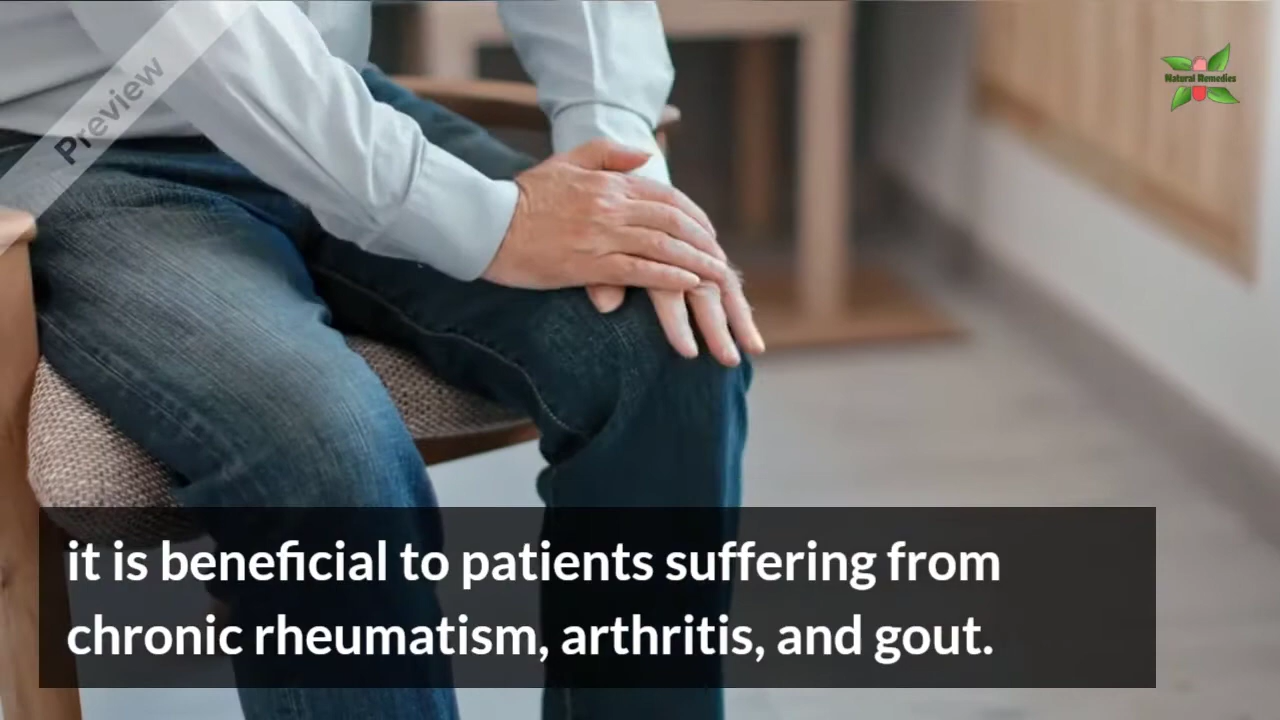 Preview
Natural Remedies
it is beneficial to patients suffering from
chronic rheumatism, arthritis, and gout.